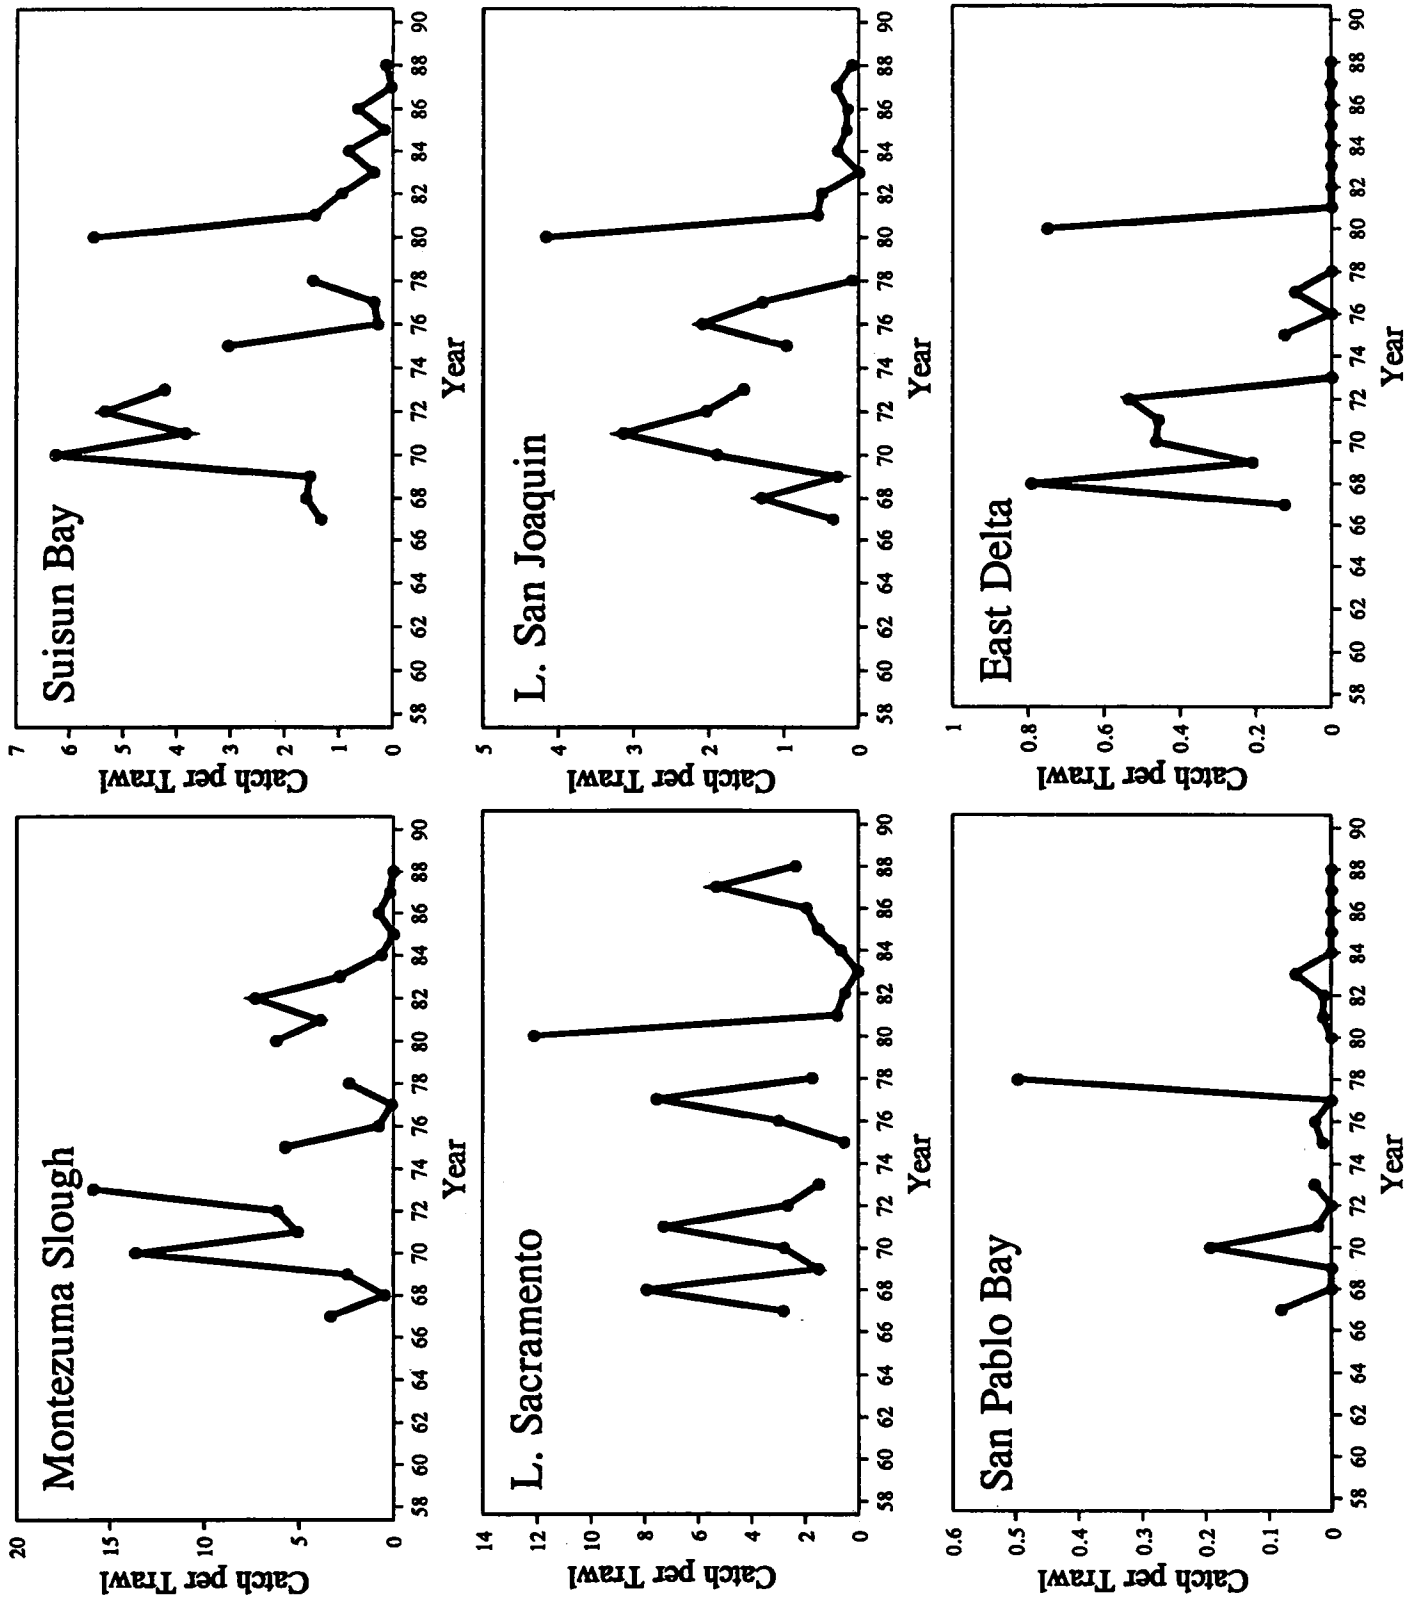 Montezuma Slough
Catch per Trawl
20
15
10
5
0
58 60 62 64 66 68 70 72 74 76 78 80 82 84 86 88 90
Year
Suisun Bay
Catch per Trawl
7
6
5
4
3
2
1
0
58 60 62 64 66 68 70 72 74 76 78 80 82 84 86 88 90
Year
L. Sacramento
Catch per Trawl
14
12
10
8
6
4
2
0
58 60 62 64 66 68 70 72 74 76 78 80 82 84 86 88 90
Year
L. San Joaquin
Catch per Trawl
5
4
3
2
1
0
58 60 62 64 66 68 70 72 74 76 78 80 82 84 86 88 90
Year
San Pablo Bay
Catch per Trawl
0.6
0.5
0.4
0.3
0.2
0.1
0
58 60 62 64 66 68 70 72 74 76 78 80 82 84 86 88 90
Year
East Delta
Catch per Trawl
1
0.8
0.6
0.4
0.2
0
58 60 62 64 66 68 70 72 74 76 78 80 82 84 86 88 90
Year